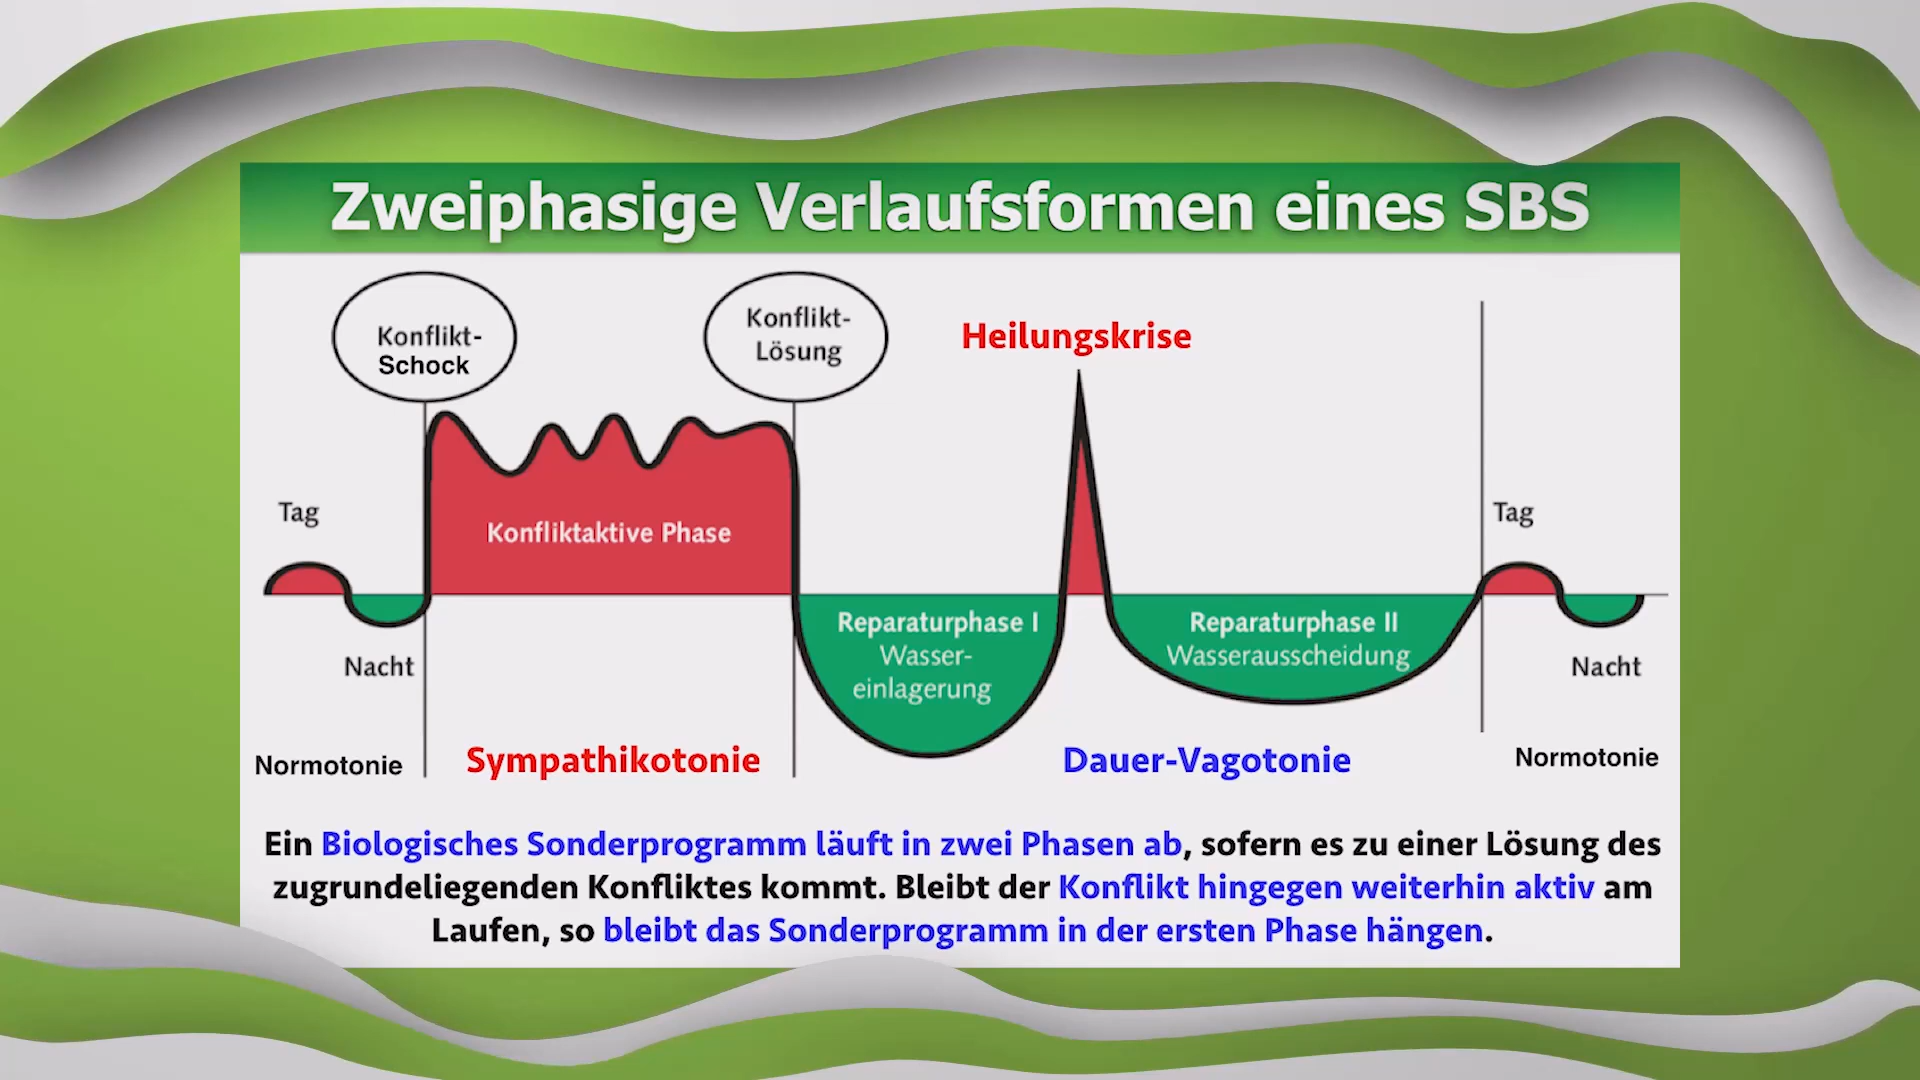 Zweiphasige Verlaufsformen eines SBS
Konflikt-
Schock
Konflikt-
Lösung
Heilungskrise
Tag
Konfliktaktive Phase
Tag
Nacht
Reparaturphase I
Wasser-
einlagerung
Reparaturphase II
Wasserausscheidung
Nacht
Normotonie
Sympathikotonie
Dauer-Vagotonie
Normotonie
Ein Biologisches Sonderprogramm läuft in zwei Phasen ab, sofern es zu einer Lösung des
zugrundeliegenden Konfliktes kommt. Bleibt der Konflikt hingegen weiterhin aktiv am
Laufen, so bleibt das Sonderprogramm in der ersten Phase hängen.